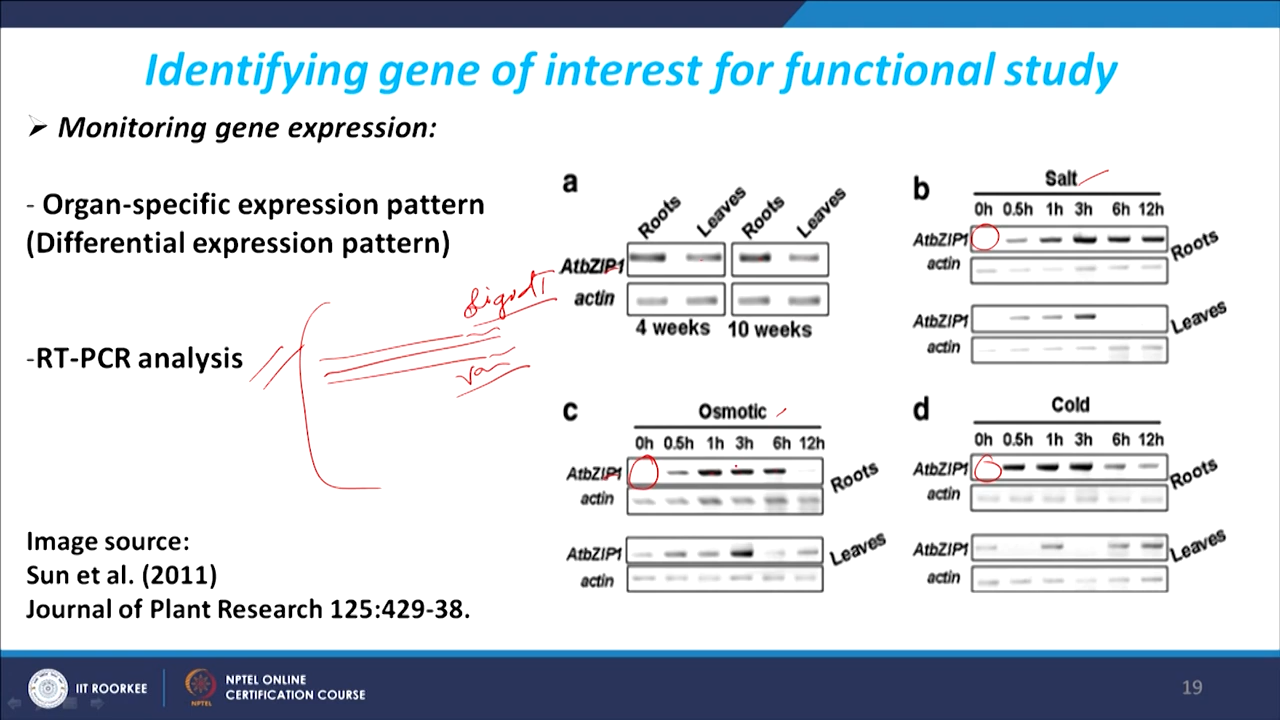 Identifying gene of interest for functional study
➤ Monitoring gene expression:
- Organ-specific expression pattern
(Differential expression pattern)
-RT-PCR analysis
Image source:
Sun et al. (2011)
Journal of Plant Research 125:429-38.
a
Roots Leaves Roots Leaves
AtbZIP1
actin
4 weeks 10 weeks
b
Salt
0h 0.5h 1h 3h 6h 12h
AtbZIP1
actin
Roots
AtbZIP1
actin
Leaves
c
Osmotic
0h 0.5h 1h 3h 6h 12h
AtbZIP1
actin
Roots
AtbZIP1
actin
Leaves
d
Cold
0h 0.5h 1h 3h 6h 12h
AtbZIP1
actin
Roots
AtbZIP1
actin
Leaves
IIT ROORKEE
NPTEL
NPTEL ONLINE
CERTIFICATION COURSE
19